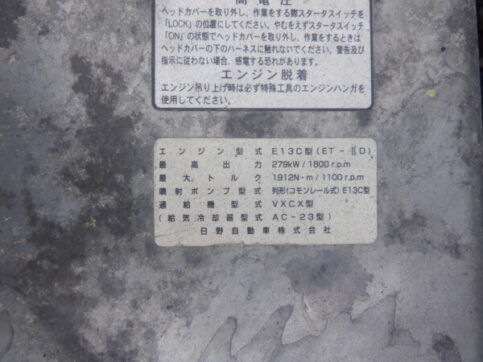 高電圧
ヘッドカバーを取り外し、作業をする際スタータスイッチを
「LOCK」の位置にしてください。やむをえずスタータスイッチ
「ON」の状態でヘッドカバーを取り外し、作業をするときは
ヘッドカバーの下のハーネスに触れないでください。警告及び
指示に従わない場合、感電する恐れがあります。
エンジン脱着
エンジン吊り上げ時は必ず特殊工具のエンジンハンガを
使用してください。
エンジン型式 E13C型(ET-ⅡD)
最高出力 279kW/1800r.p.m
最大トルク 1912N・m/1100r.p.m
噴射ポンプ型式 列形(コモンレール式)E13C型
過給機型式 VXCX型
(給気冷却器型式) AC-23型)
日野自動車株式会社